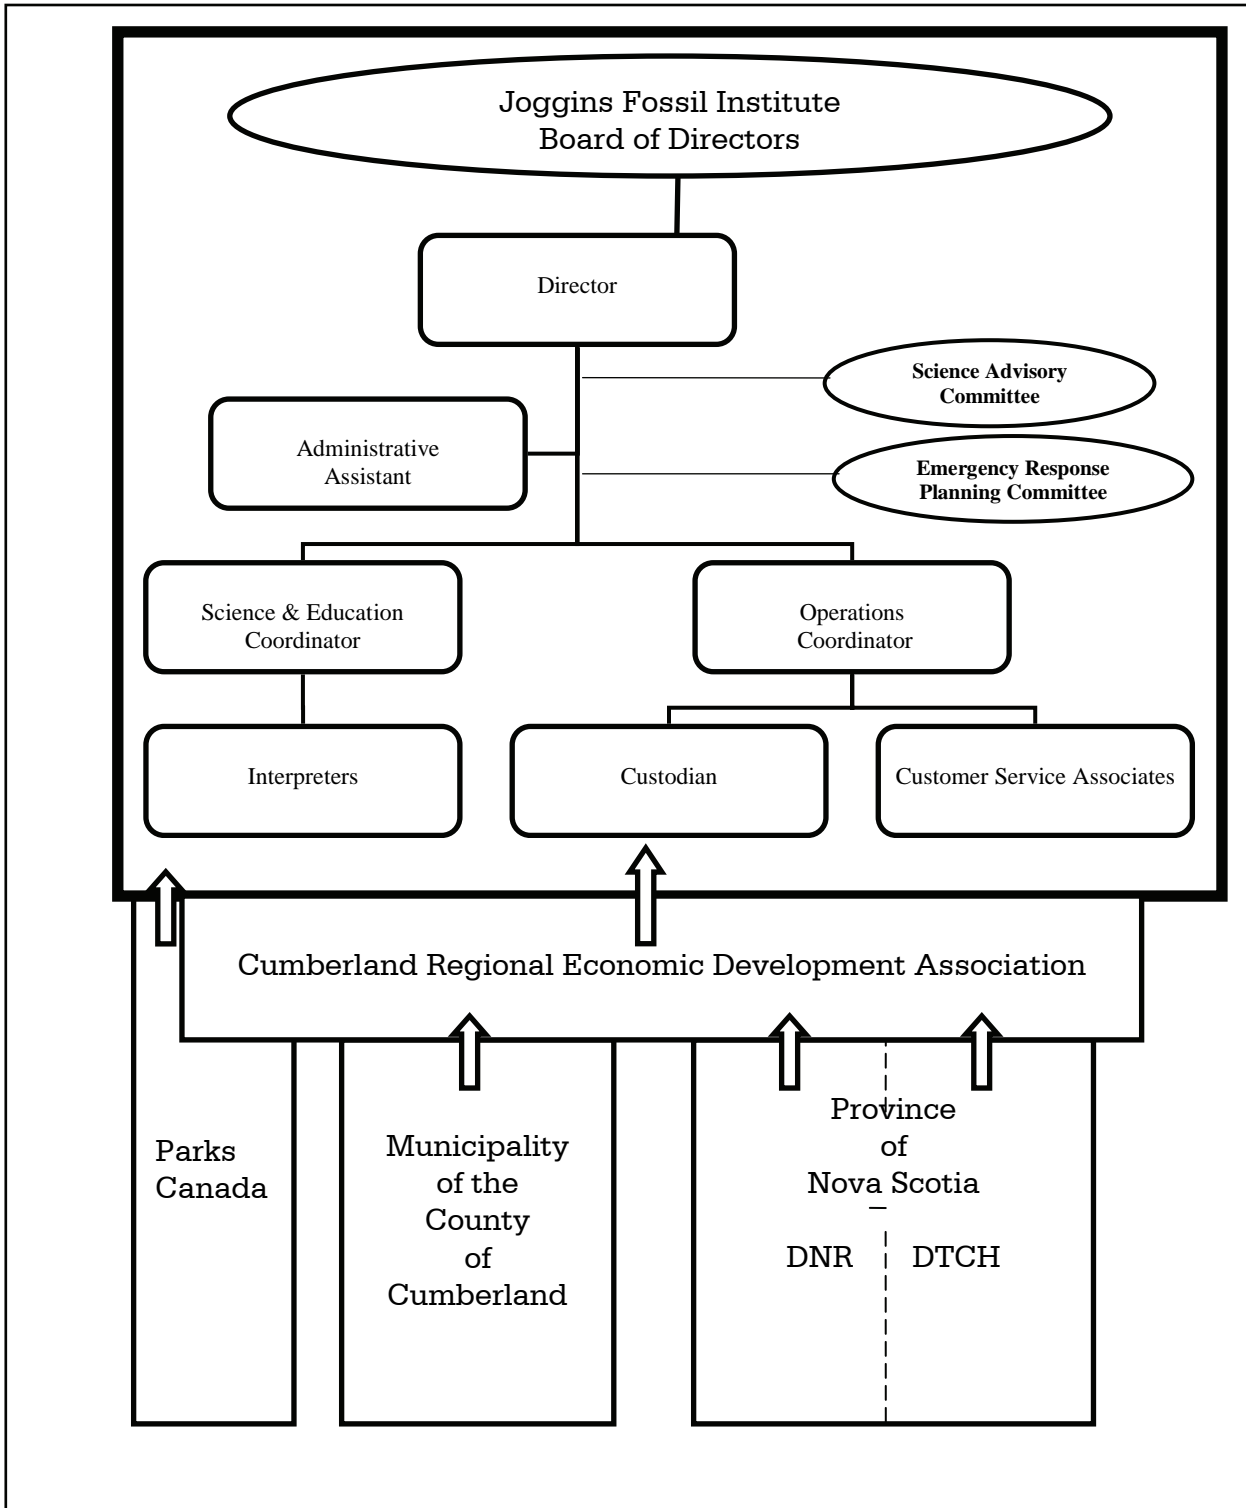 Joggins Fossil Institute
Board of Directors
Director
Science Advisory
Committee
Administrative
Assistant
Emergency Response
Planning Committee
Science & Education
Coordinator
Operations
Coordinator
Interpreters
Custodian
Customer Service Associates
Cumberland Regional Economic Development Association
Parks
Canada
Municipality
of the
County
of
Cumberland
Province
of
Nova Scotia
–
DNR
DTCH